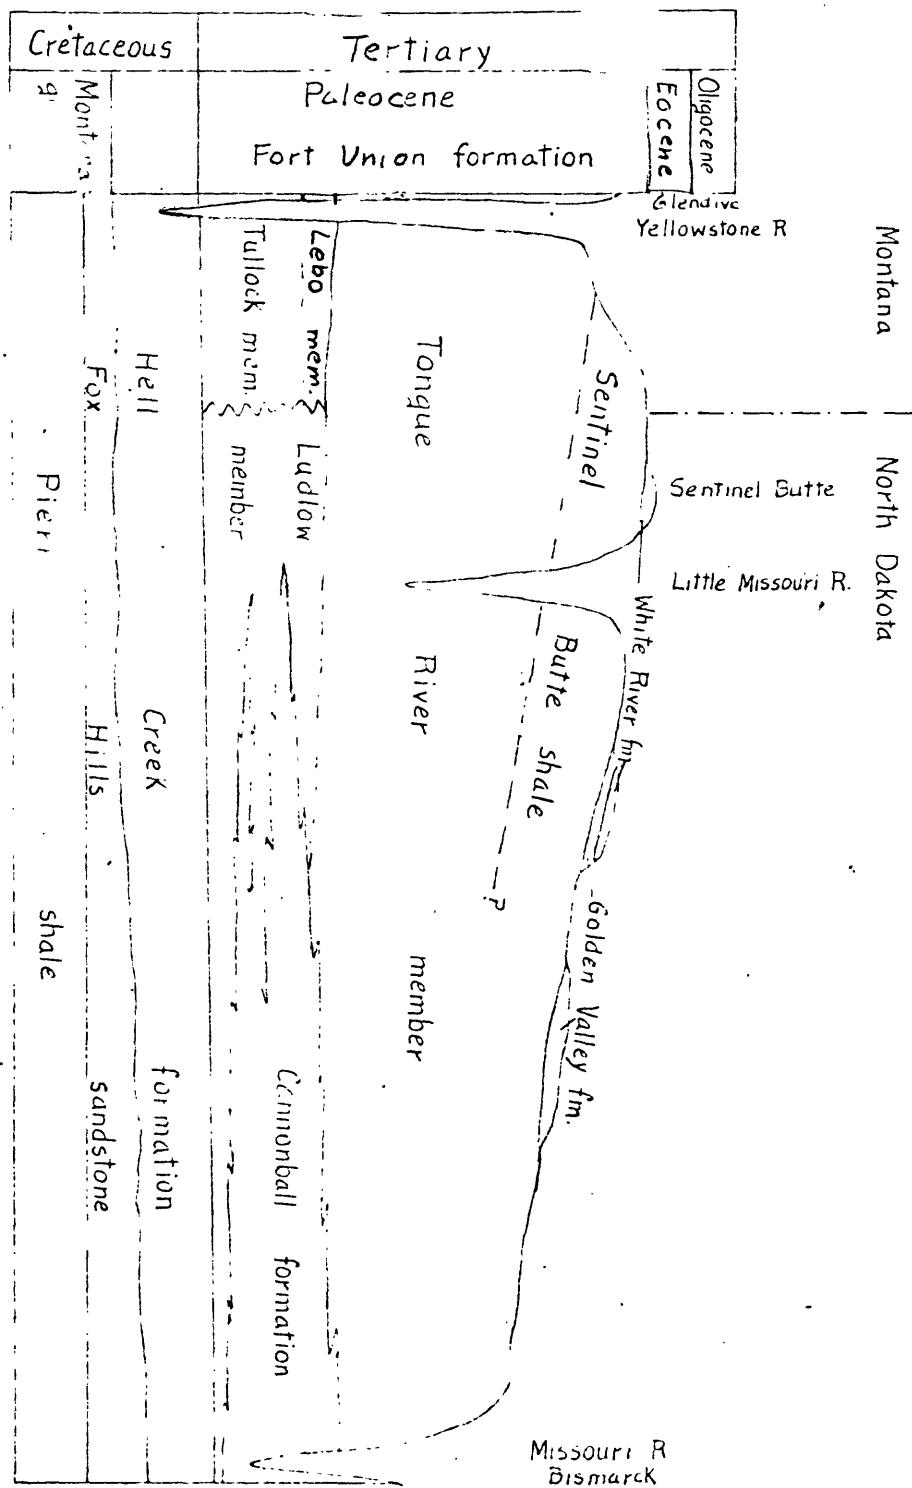 Cretaceous
Tertiary
Paleocene
Fort Union formation
Eocene
Oligocene
Glendive
Yellowstone R
Montana
North Dakota
Sentinel Butte
Little Missouri R.
Missouri R
Bismarck
White River fm.
Golden Valley fm.
Sentinel Butte shale
?
Tongue River member
Lebo mem.
Tullock mem.
Ludlow
member
Cannonball formation
Hell Creek formation
Fox Hills sandstone
shale